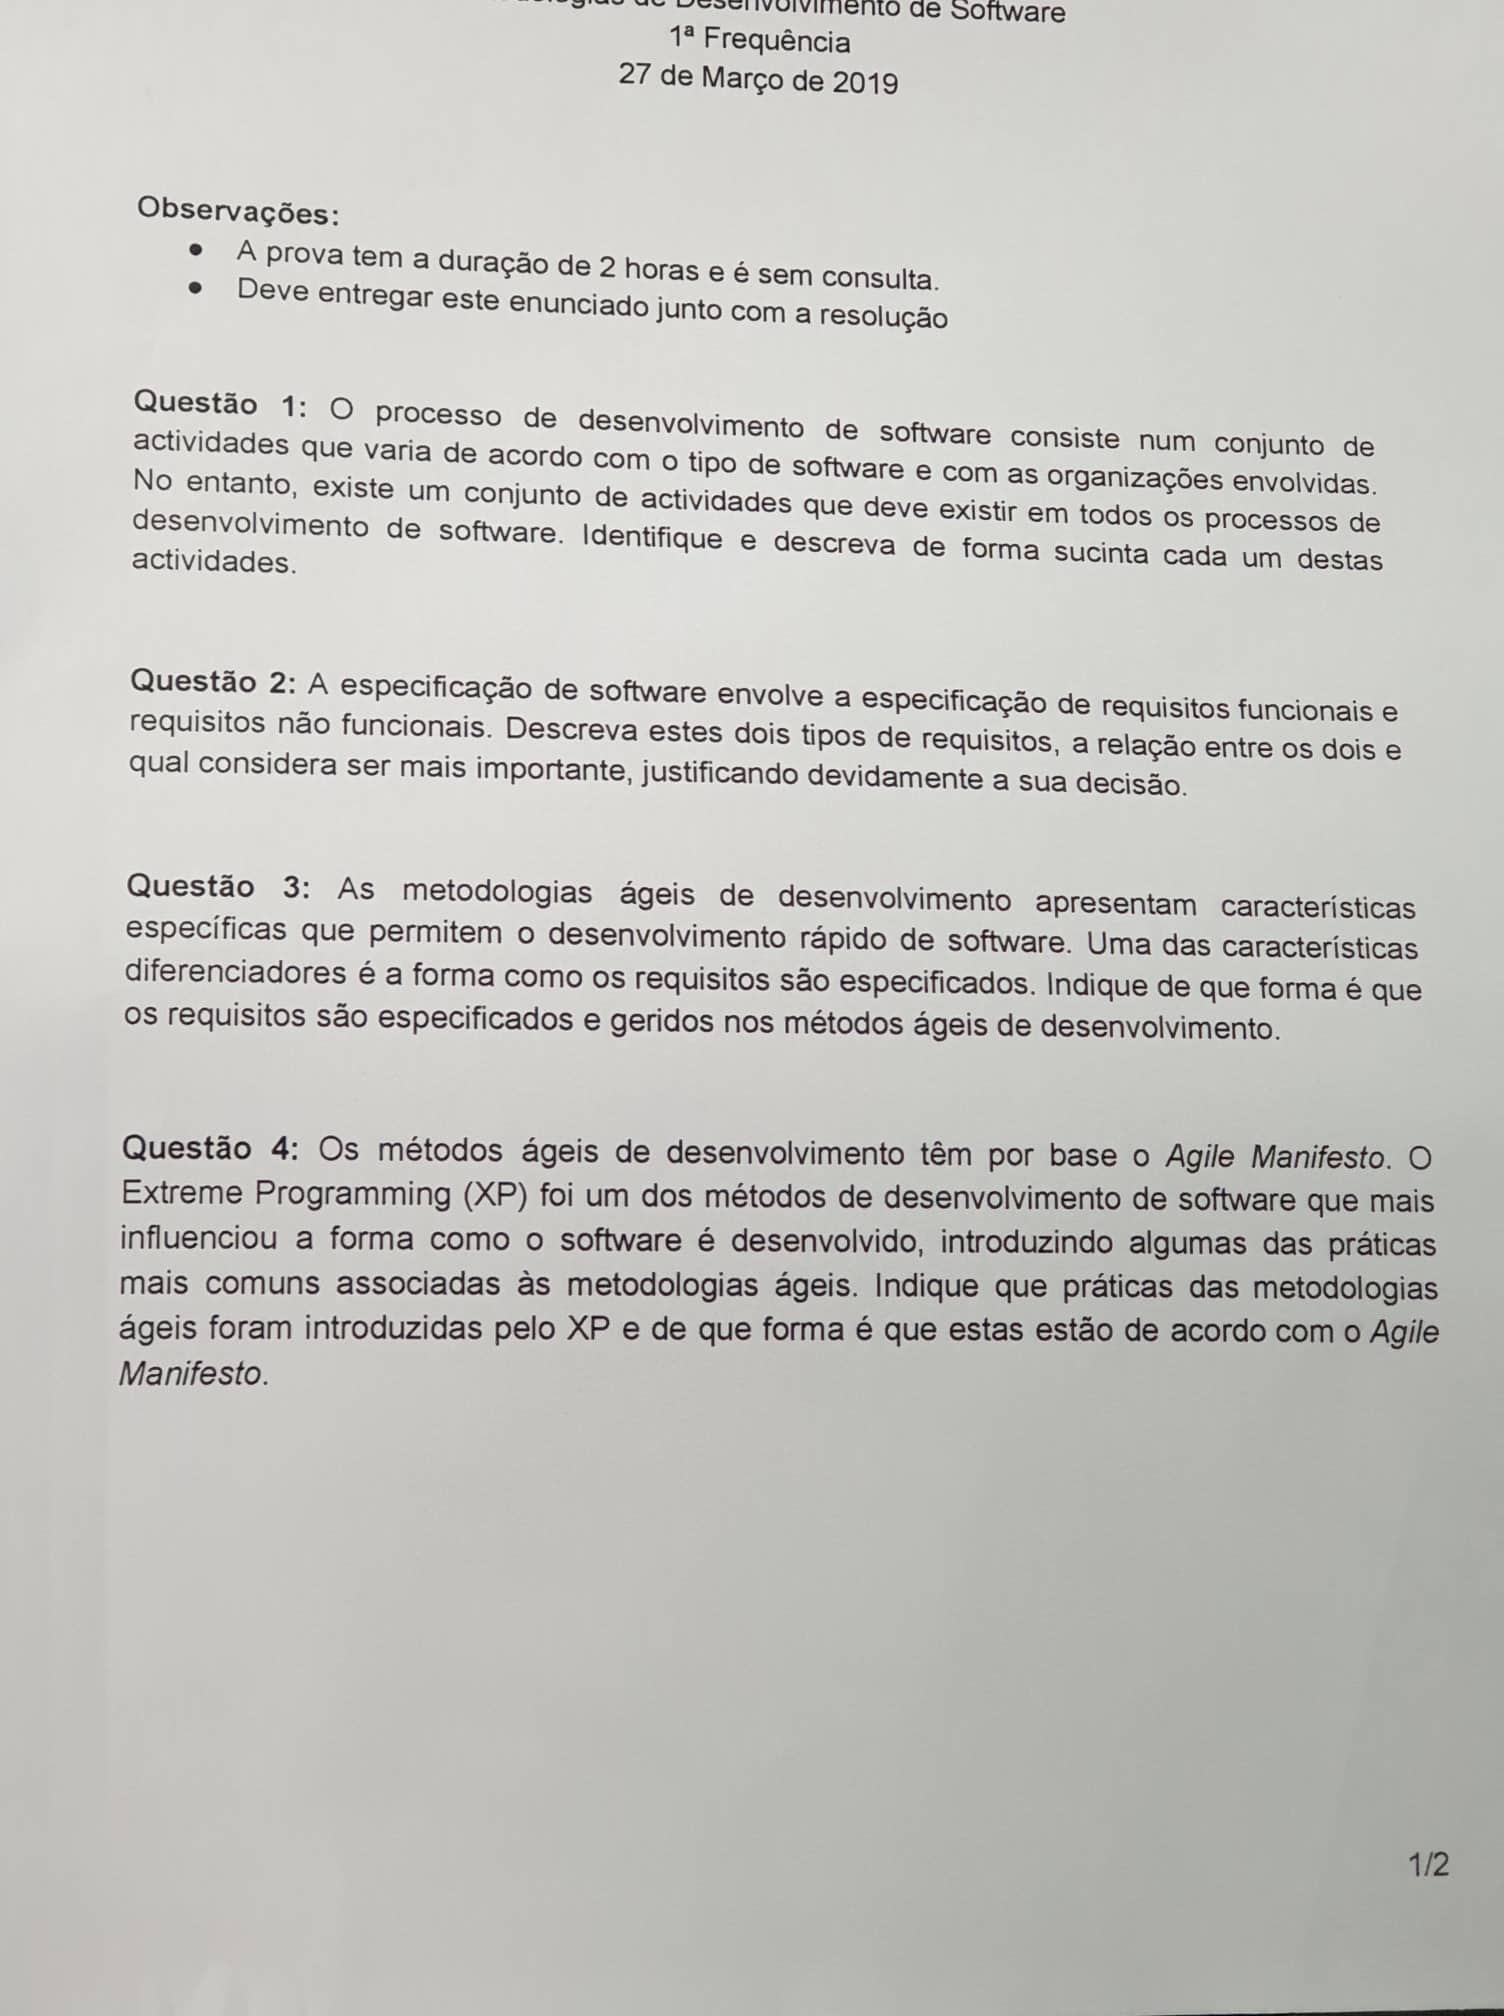 de Desenvolvimento de Software
1ª Frequência
27 de Março de 2019
Observações:
● A prova tem a duração de 2 horas e é sem consulta.
● Deve entregar este enunciado junto com a resolução
Questão 1: O processo de desenvolvimento de software consiste num conjunto de
actividades que varia de acordo com o tipo de software e com as organizações envolvidas.
No entanto, existe um conjunto de actividades que deve existir em todos os processos de
desenvolvimento de software. Identifique e descreva de forma sucinta cada um destas
actividades.
Questão 2: A especificação de software envolve a especificação de requisitos funcionais e
requisitos não funcionais. Descreva estes dois tipos de requisitos, a relação entre os dois e
qual considera ser mais importante, justificando devidamente a sua decisão.
Questão 3: As metodologias ágeis de desenvolvimento apresentam características
específicas que permitem o desenvolvimento rápido de software. Uma das características
diferenciadores é a forma como os requisitos são especificados. Indique de que forma é que
os requisitos são especificados e geridos nos métodos ágeis de desenvolvimento.
Questão 4: Os métodos ágeis de desenvolvimento têm por base o Agile Manifesto. O
Extreme Programming (XP) foi um dos métodos de desenvolvimento de software que mais
influenciou a forma como o software é desenvolvido, introduzindo algumas das práticas
mais comuns associadas às metodologias ágeis. Indique que práticas das metodologias
ágeis foram introduzidas pelo XP e de que forma é que estas estão de acordo com o Agile
Manifesto.
1/2